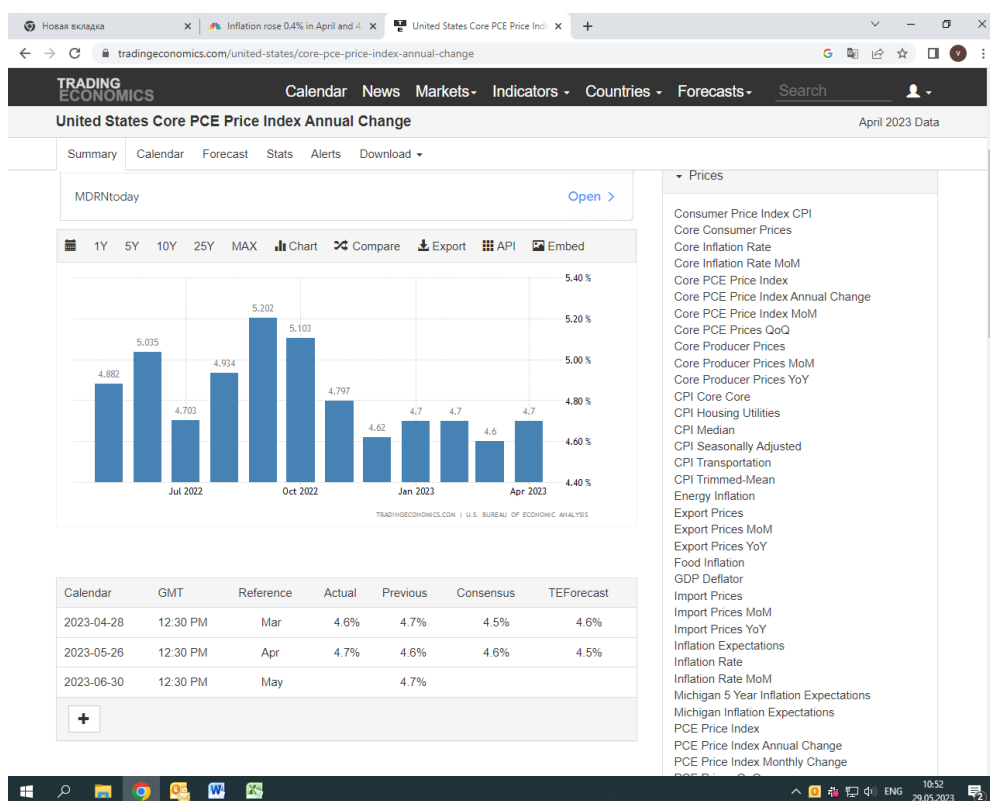 Новая вкладка
Inflation rose 0.4% in April and 4.
United States Core PCE Price Ind
tradingeconomics.com/united-states/core-pce-price-index-annual-change
TRADING
ECONOMICS
Calendar News Markets Indicators Countries Forecasts Search
United States Core PCE Price Index Annual Change
April 2023 Data
Summary Calendar Forecast Stats Alerts Download
MDRNtoday
Open
1Y 5Y 10Y 25Y MAX Chart Compare Export API Embed
5.40 %
5.20 %
5.00 %
4.80 %
4.60 %
4.40 %
4.882
5.035
4.703
4.934
5.202
5.103
4.797
4.62
4.7
4.7
4.6
4.7
Jul 2022 Oct 2022 Jan 2023 Apr 2023
TRADINGECONOMICS.COM | U.S. BUREAU OF ECONOMIC ANALYSIS
Calendar GMT Reference Actual Previous Consensus TEForecast
2023-04-28 12:30 PM Mar 4.6% 4.7% 4.5% 4.6%
2023-05-26 12:30 PM Apr 4.7% 4.6% 4.6% 4.5%
2023-06-30 12:30 PM May 4.7%
+
Prices
Consumer Price Index CPI
Core Consumer Prices
Core Inflation Rate
Core Inflation Rate MoM
Core PCE Price Index
Core PCE Price Index Annual Change
Core PCE Price Index MoM
Core PCE Prices QoQ
Core Producer Prices
Core Producer Prices MoM
Core Producer Prices YoY
CPI Core Core
CPI Housing Utilities
CPI Median
CPI Seasonally Adjusted
CPI Transportation
CPI Trimmed-Mean
Energy Inflation
Export Prices
Export Prices MoM
Export Prices YoY
Food Inflation
GDP Deflator
Import Prices
Import Prices MoM
Import Prices YoY
Inflation Expectations
Inflation Rate
Inflation Rate MoM
Michigan 5 Year Inflation Expectations
Michigan Inflation Expectations
PCE Price Index
PCE Price Index Annual Change
PCE Price Index Monthly Change
ENG
10:52
29.05.2023